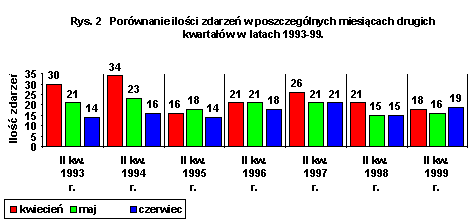 Rys. 2 Porównanie ilości zdarzeń w poszczególnych miesiącach drugich
kwartałów w latach 1993-99.
Ilość zdarzeń
35
30
25
20
15
10
5
0
30 21 14 34 23 16 16 18 14 21 21 18 26 21 21 21 15 15 18 16 19
II kw. II kw. II kw. II kw. II kw. II kw. II kw.
1993 1994 1995 1996 1997 1998 1999
r. r. r. r. r. r. r.
kwiecień maj czerwiec